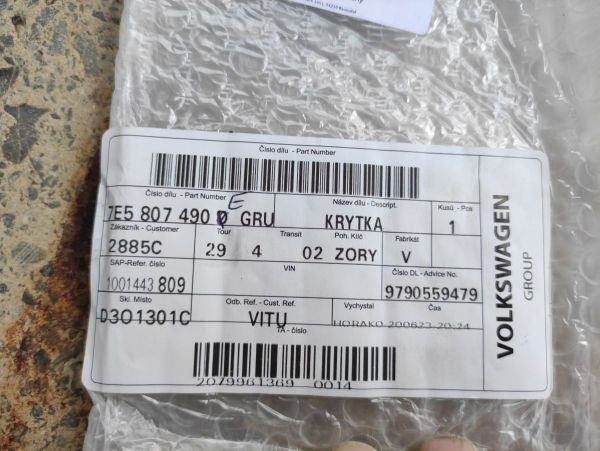 Číslo dílu - Part Number
Číslo dílu - Part Number Název dílu - Descript. Kusů - Pcs
7E5 807 490 E GRU KRYTKA 1
Zákazník - Customer Tour Transit Poh. Klíč Fabrikát
2885C 29 4 02 ZORY V
SAP-Refer. číslo VIN Číslo DL - Advice No.
1001443 809 9790559479
Skl. Místo Odb. Ref. - Cust. Ref. Vychystal Čas
D301301C VITU HORAKO 200623 20:24
TA - číslo
2079961369 0014
VOLKSWAGEN
GROUP